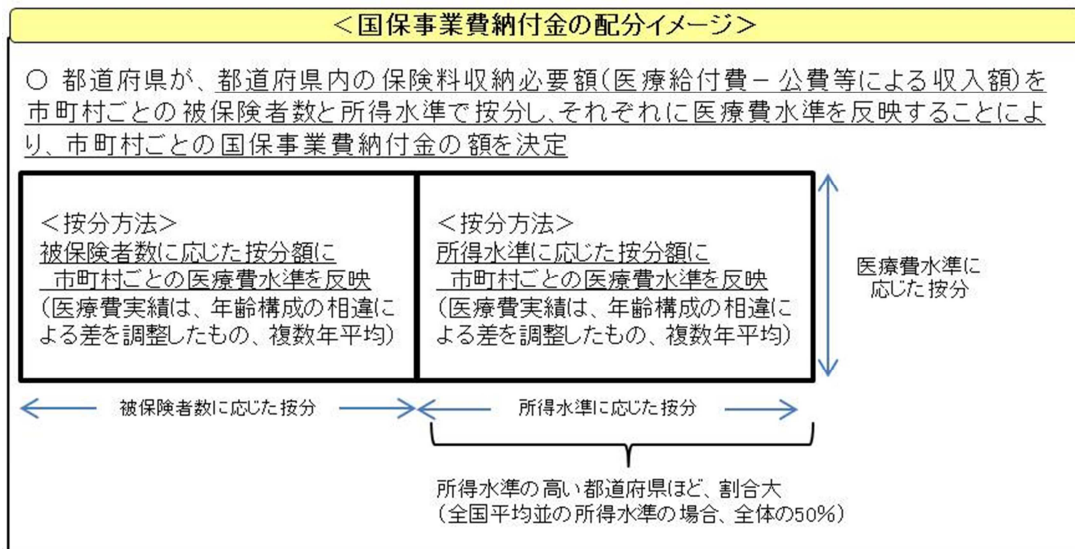 ＜国保事業費納付金の配分イメージ＞
○ 都道府県が、都道府県内の保険料収納必要額(医療給付費－公費等による収入額)を
市町村ごとの被保険者数と所得水準で按分し、それぞれに医療費水準を反映することによ
り、市町村ごとの国保事業費納付金の額を決定
＜按分方法＞
被保険者数に応じた按分額に
市町村ごとの医療費水準を反映
(医療費実績は、年齢構成の相違
による差を調整したもの、複数年平均)
＜按分方法＞
所得水準に応じた按分額に
市町村ごとの医療費水準を反映
(医療費実績は、年齢構成の相違
による差を調整したもの、複数年平均)
医療費水準に
応じた按分
被保険者数に応じた按分
所得水準に応じた按分
所得水準の高い都道府県ほど、割合大
(全国平均並の所得水準の場合、全体の50％)